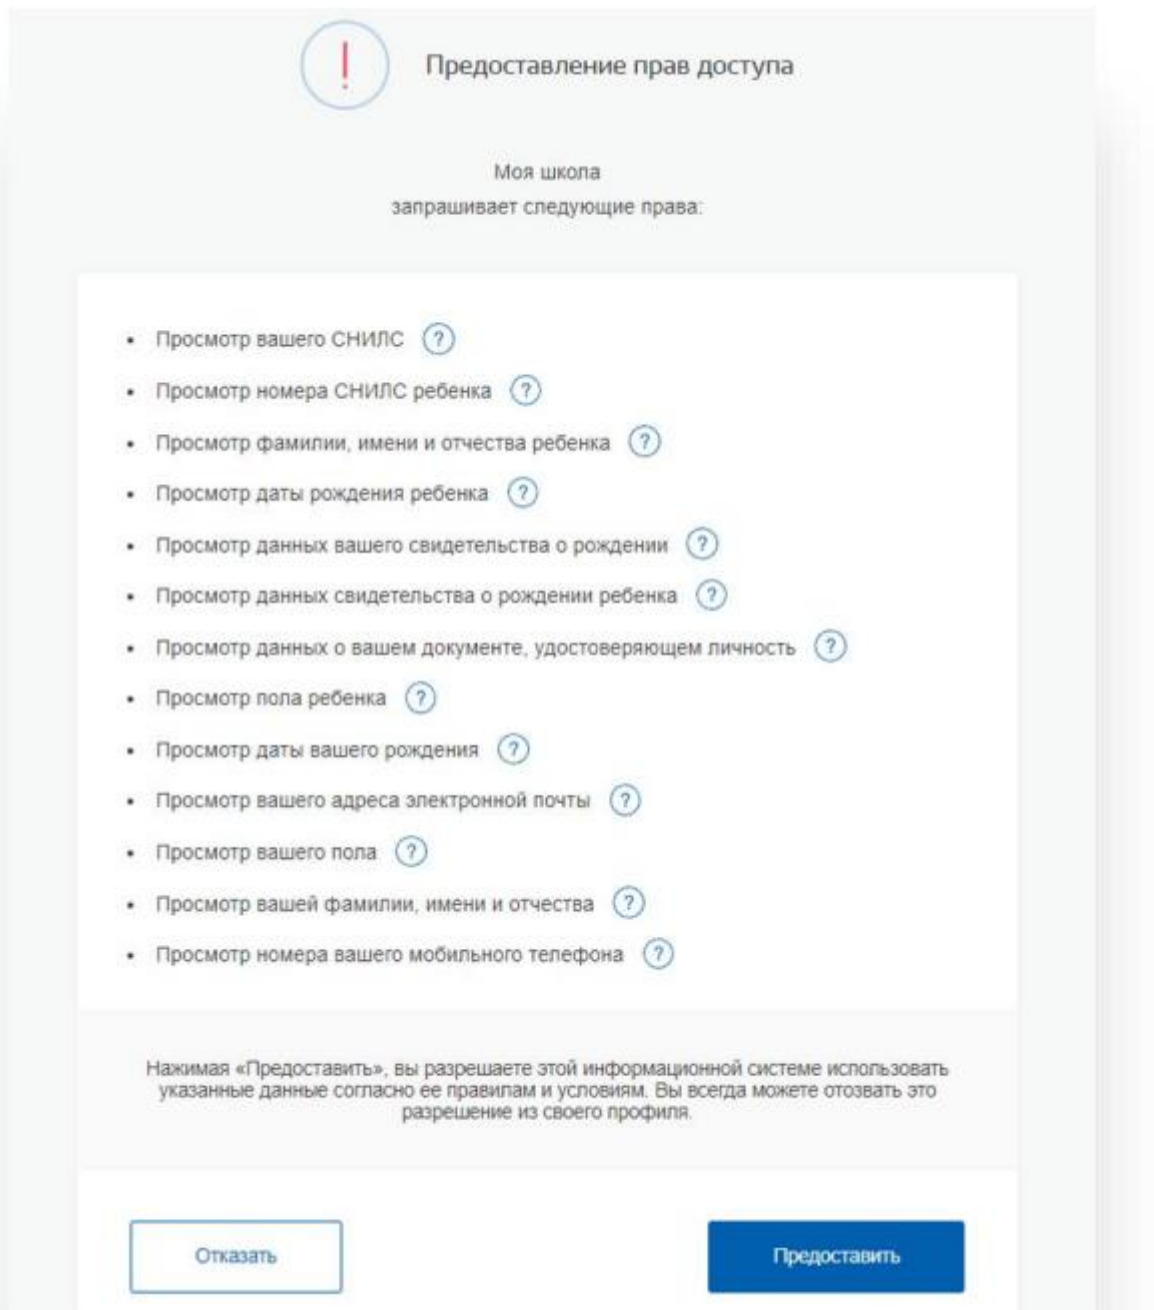 !
Предоставление прав доступа
Моя школа
запрашивает следующие права:
• Просмотр вашего СНИЛС ?
• Просмотр номера СНИЛС ребенка ?
• Просмотр фамилии, имени и отчества ребенка ?
• Просмотр даты рождения ребенка ?
• Просмотр данных вашего свидетельства о рождении ?
• Просмотр данных свидетельства о рождении ребенка ?
• Просмотр данных о вашем документе, удостоверяющем личность ?
• Просмотр пола ребенка ?
• Просмотр даты вашего рождения ?
• Просмотр вашего адреса электронной почты ?
• Просмотр вашего пола ?
• Просмотр вашей фамилии, имени и отчества ?
• Просмотр номера вашего мобильного телефона ?
Нажимая «Предоставить», вы разрешаете этой информационной системе использовать
указанные данные согласно ее правилам и условиям. Вы всегда можете отозвать это
разрешение из своего профиля.
Отказать
Предоставить